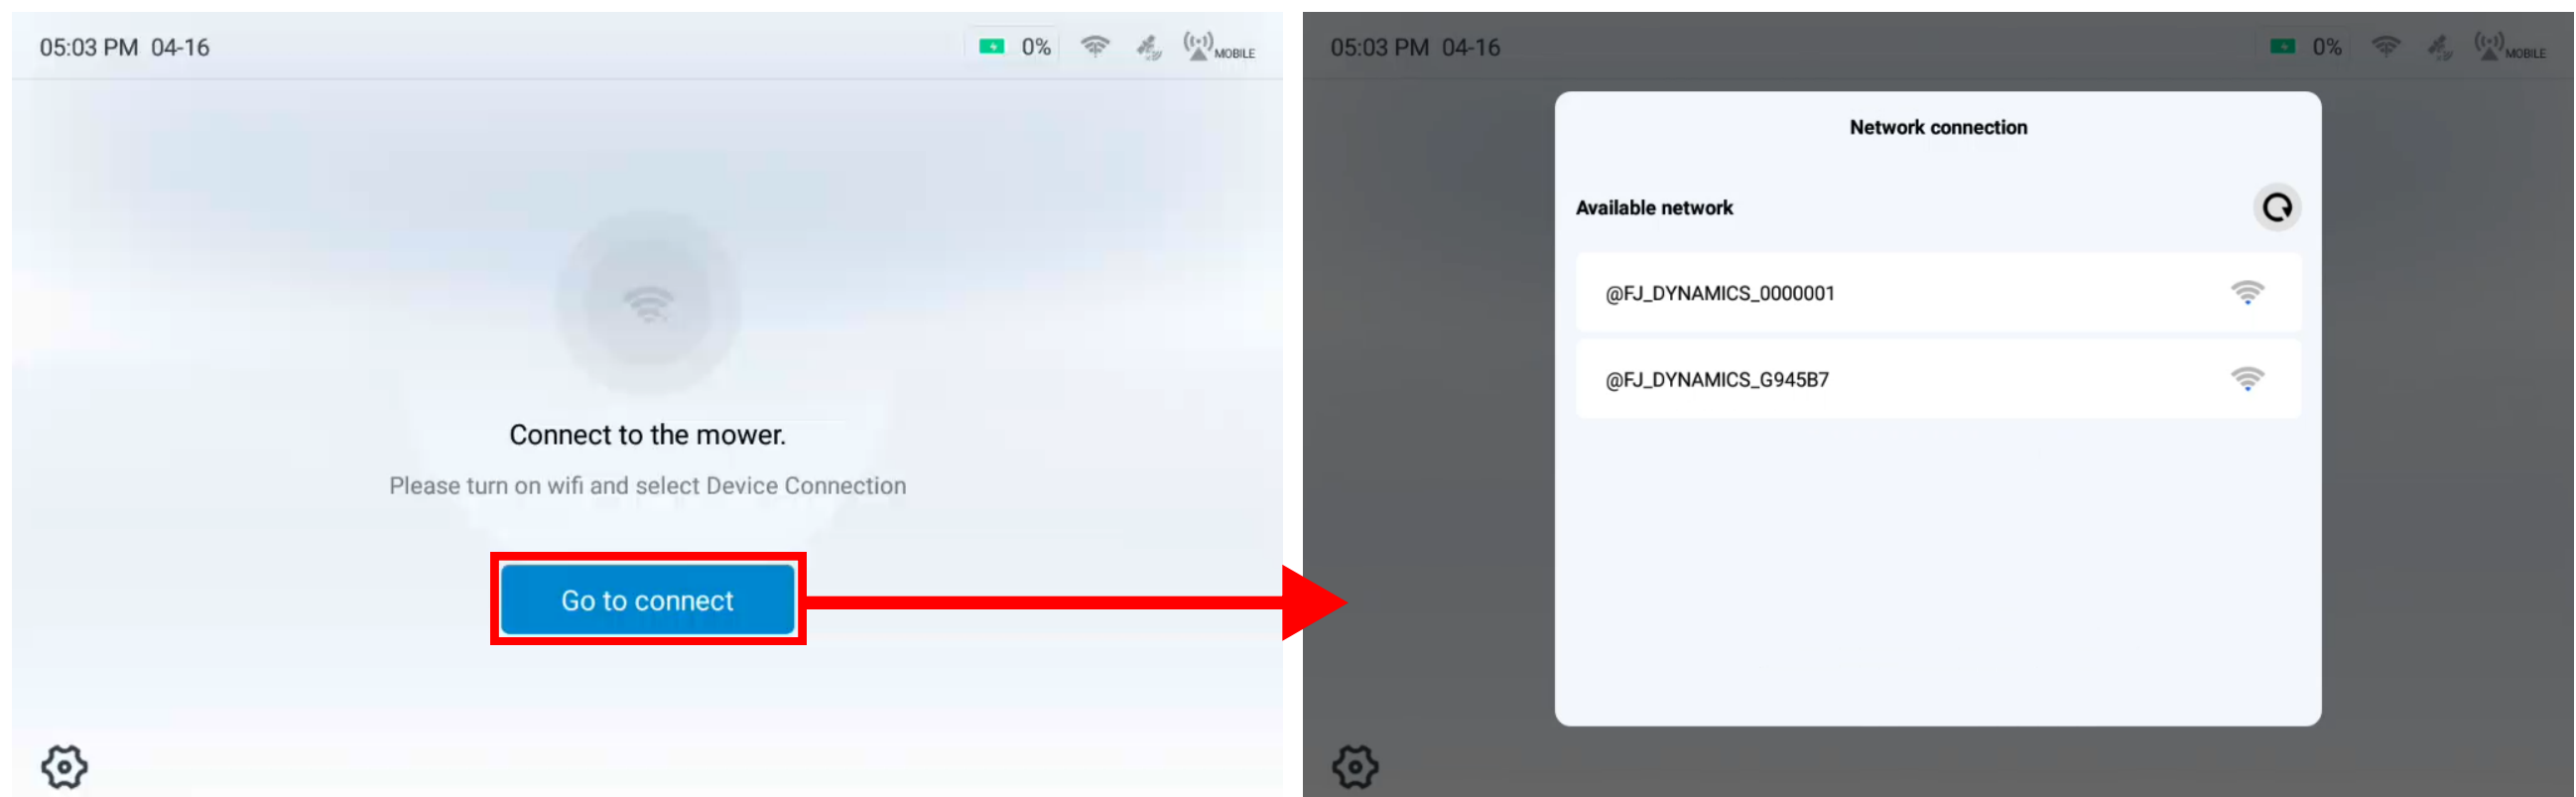 05:03 PM 04-16
0%
MOBILE
Connect to the mower.
Please turn on wifi and select Device Connection
Go to connect
05:03 PM 04-16
0%
MOBILE
Network connection
Available network
@FJ_DYNAMICS_0000001
@FJ_DYNAMICS_G945B7